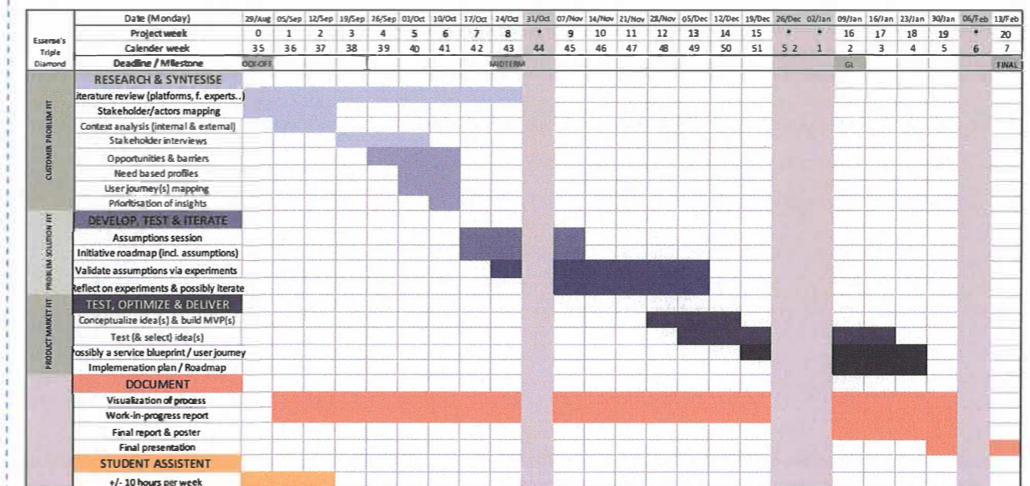 Date (Monday) 29/Aug 05/Sep 12/Sep 19/Sep 26/Sep 03/Oct 10/Oct 17/Oct 24/Oct 31/Oct 07/Nov 14/Nov 21/Nov 28/Nov 05/Dec 12/Dec 19/Dec 26/Dec 02/Jan 09/Jan 16/Jan 23/Jan 30/Jan 06/Feb 13/Feb
Project week 0 1 2 3 4 5 6 7 8 * 9 10 11 12 13 14 15 * * 16 17 18 19 * 20
Essense's Triple Diamond
Calender week 35 36 37 38 39 40 41 42 43 44 45 46 47 48 49 50 51 5 2 1 2 3 4 5 6 7
Deadline / Milestone MIDTERM GL FINAL
CUSTOMER PROBLEM FIT
RESEARCH & SYNTESISE
iterature review (platforms, f. experts..)
Stakeholder/actors mapping
Context analysis (internal & external)
Stakeholder interviews
Opportunities & barriers
Need based profiles
User journey(s) mapping
Prioritisation of insights
PROBLEM SOLUTION FIT
DEVELOP, TEST & ITERATE
Assumptions session
Initiative roadmap (incl. assumptions)
Validate assumptions via experiments
Reflect on experiments & possibly iterate
PRODUCT MARKET FIT
TEST, OPTIMIZE & DELIVER
Conceptualize idea(s) & build MVP(s)
Test (& select) idea(s)
Possibly a service blueprint / user journey
Implemenation plan / Roadmap
DOCUMENT
Visualization of process
Work-in-progress report
Final report & poster
Final presentation
STUDENT ASSISTENT
+/- 10 hours per week